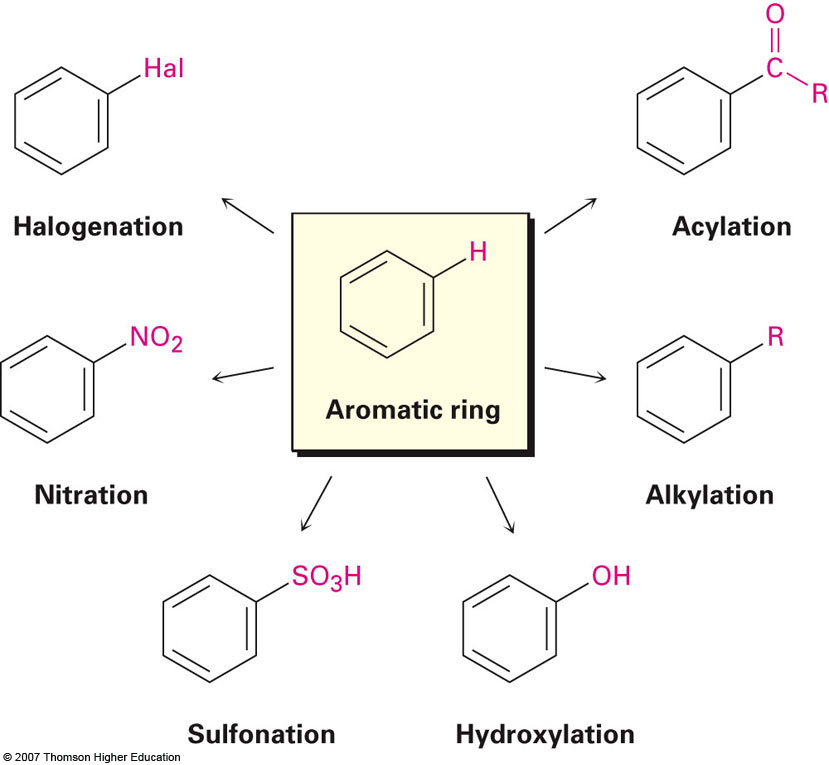 Hal
O
C
R
Halogenation
Acylation
H
Aromatic ring
NO₂
R
Nitration
Alkylation
SO₃H
OH
Sulfonation
Hydroxylation
© 2007 Thomson Higher Education